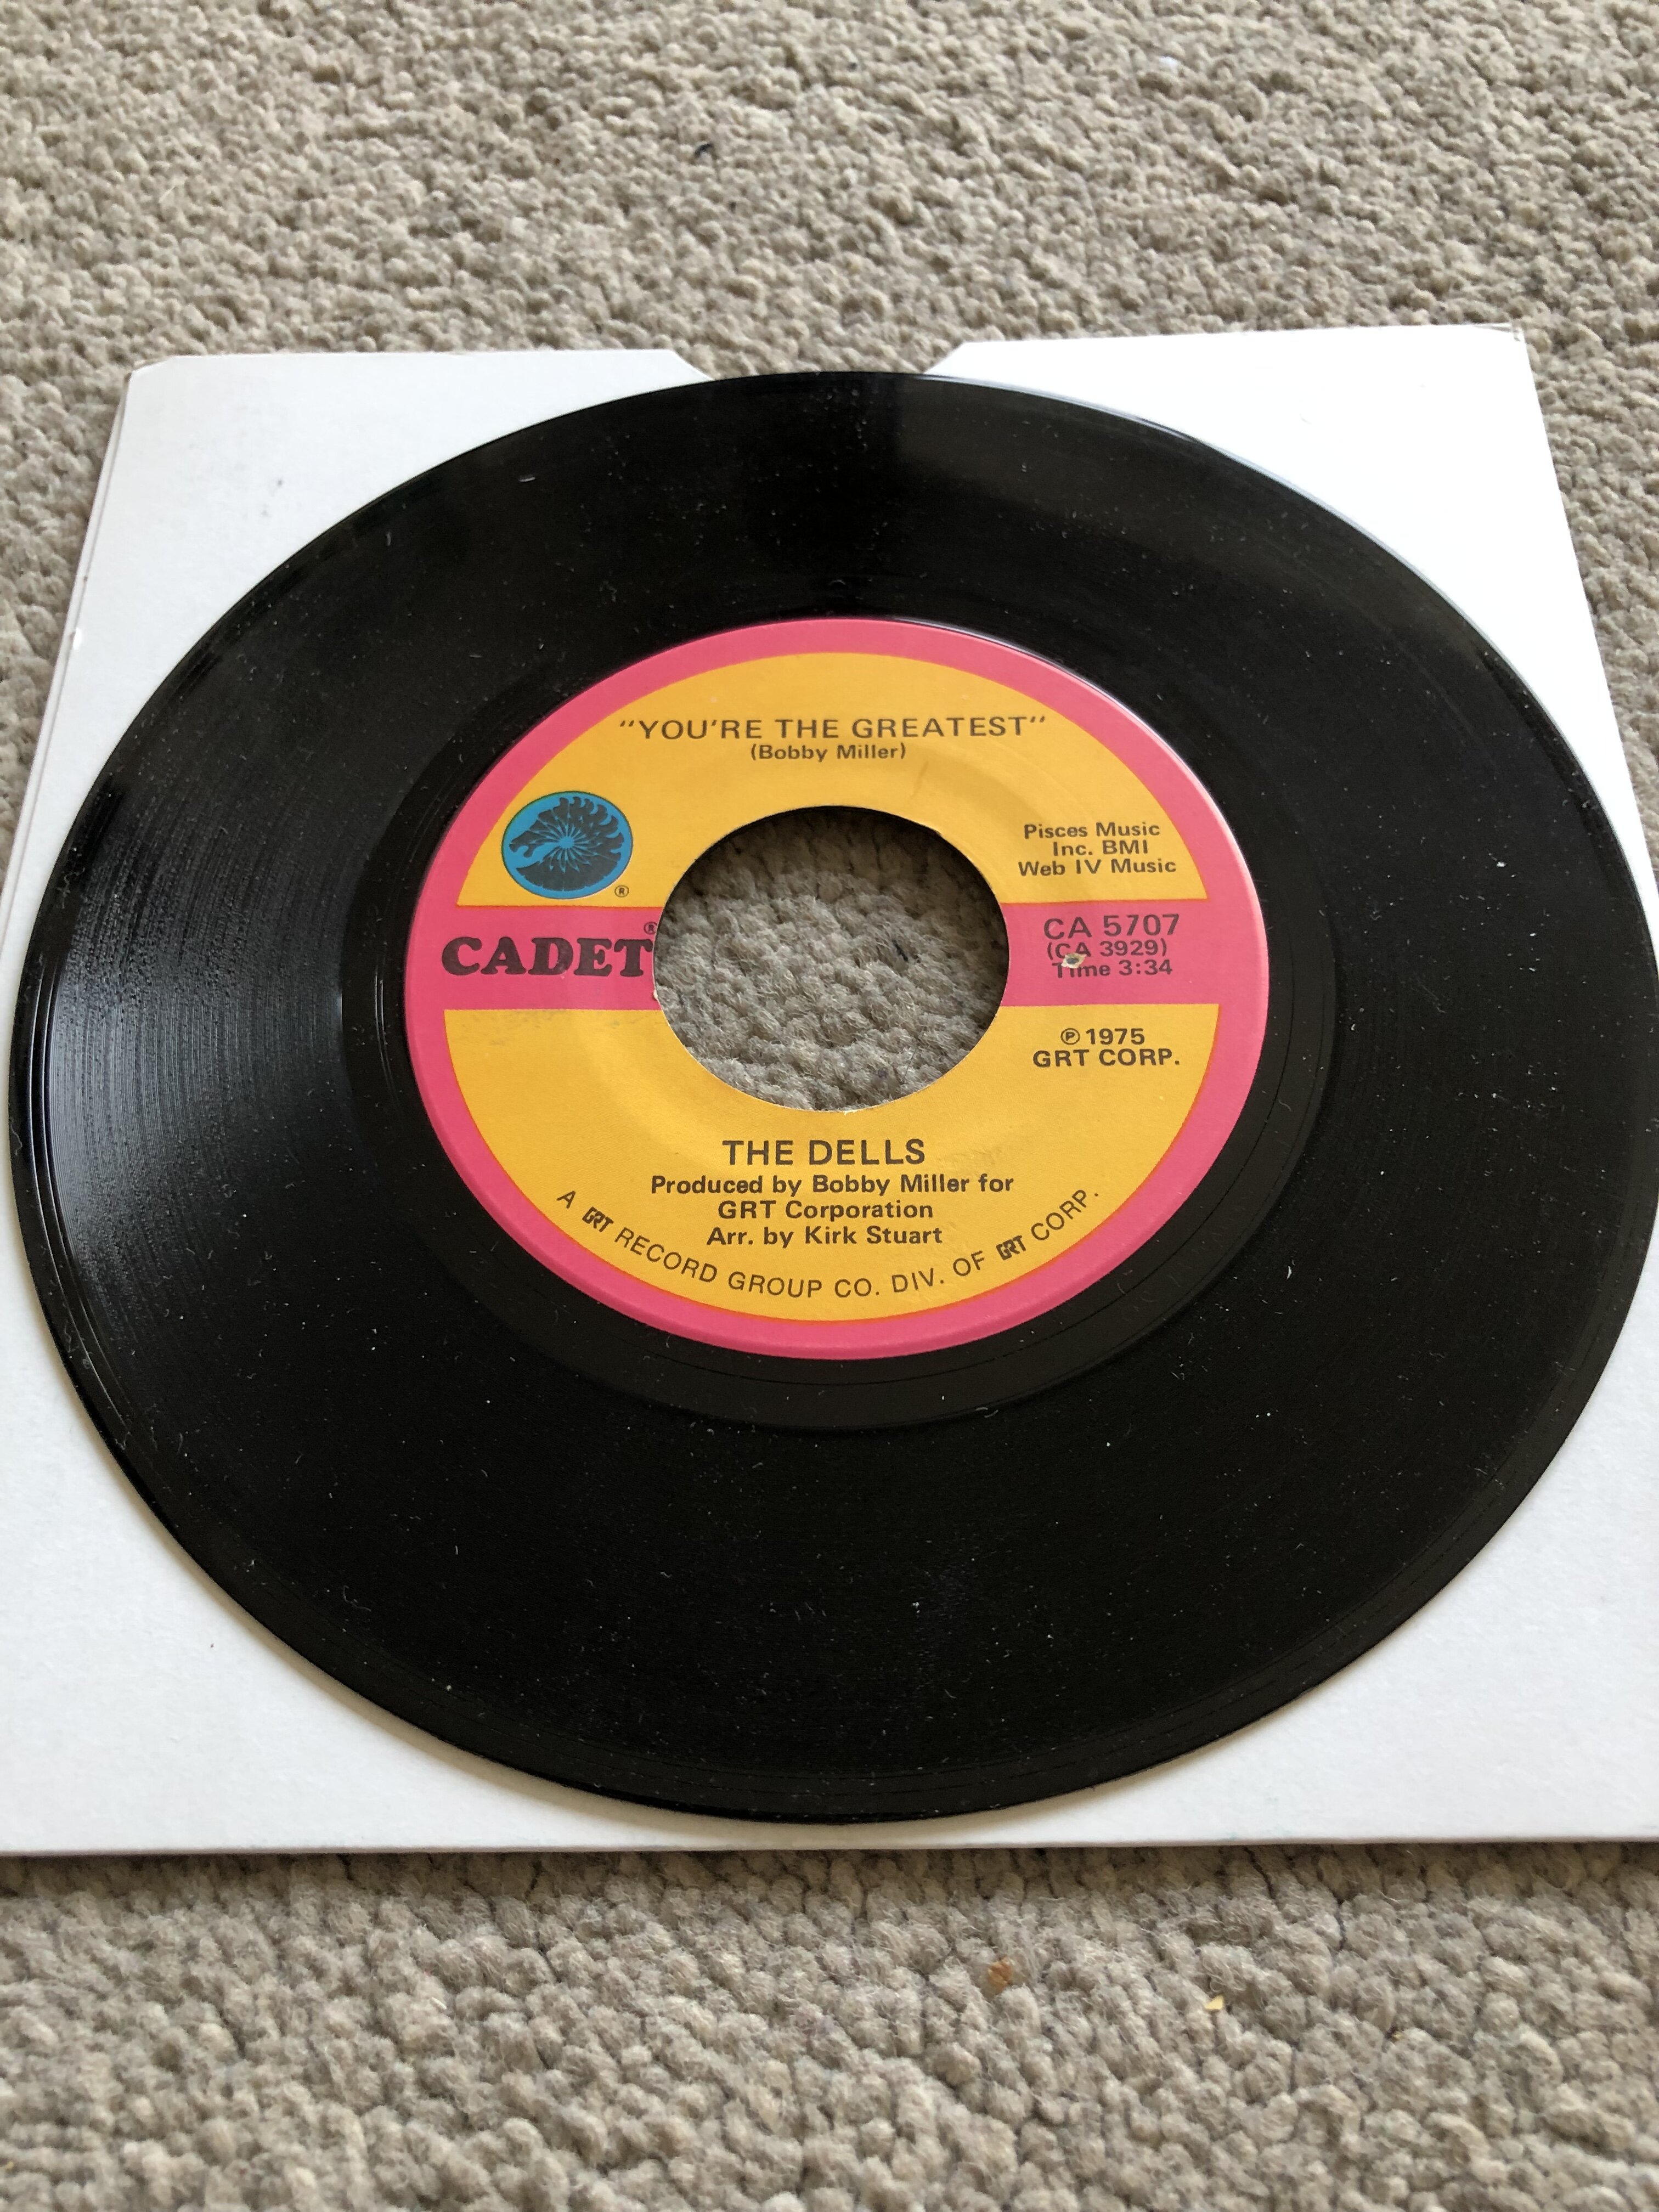 "YOU'RE THE GREATEST"
(Bobby Miller)
Pisces Music
Inc. BMI
Web IV Music
®
CADET®
CA 5707
(CA 3929)
Time 3:34
℗ 1975
GRT CORP.
THE DELLS
Produced by Bobby Miller for
GRT Corporation
Arr. by Kirk Stuart
A GRT RECORD GROUP CO. DIV. OF GRT CORP.